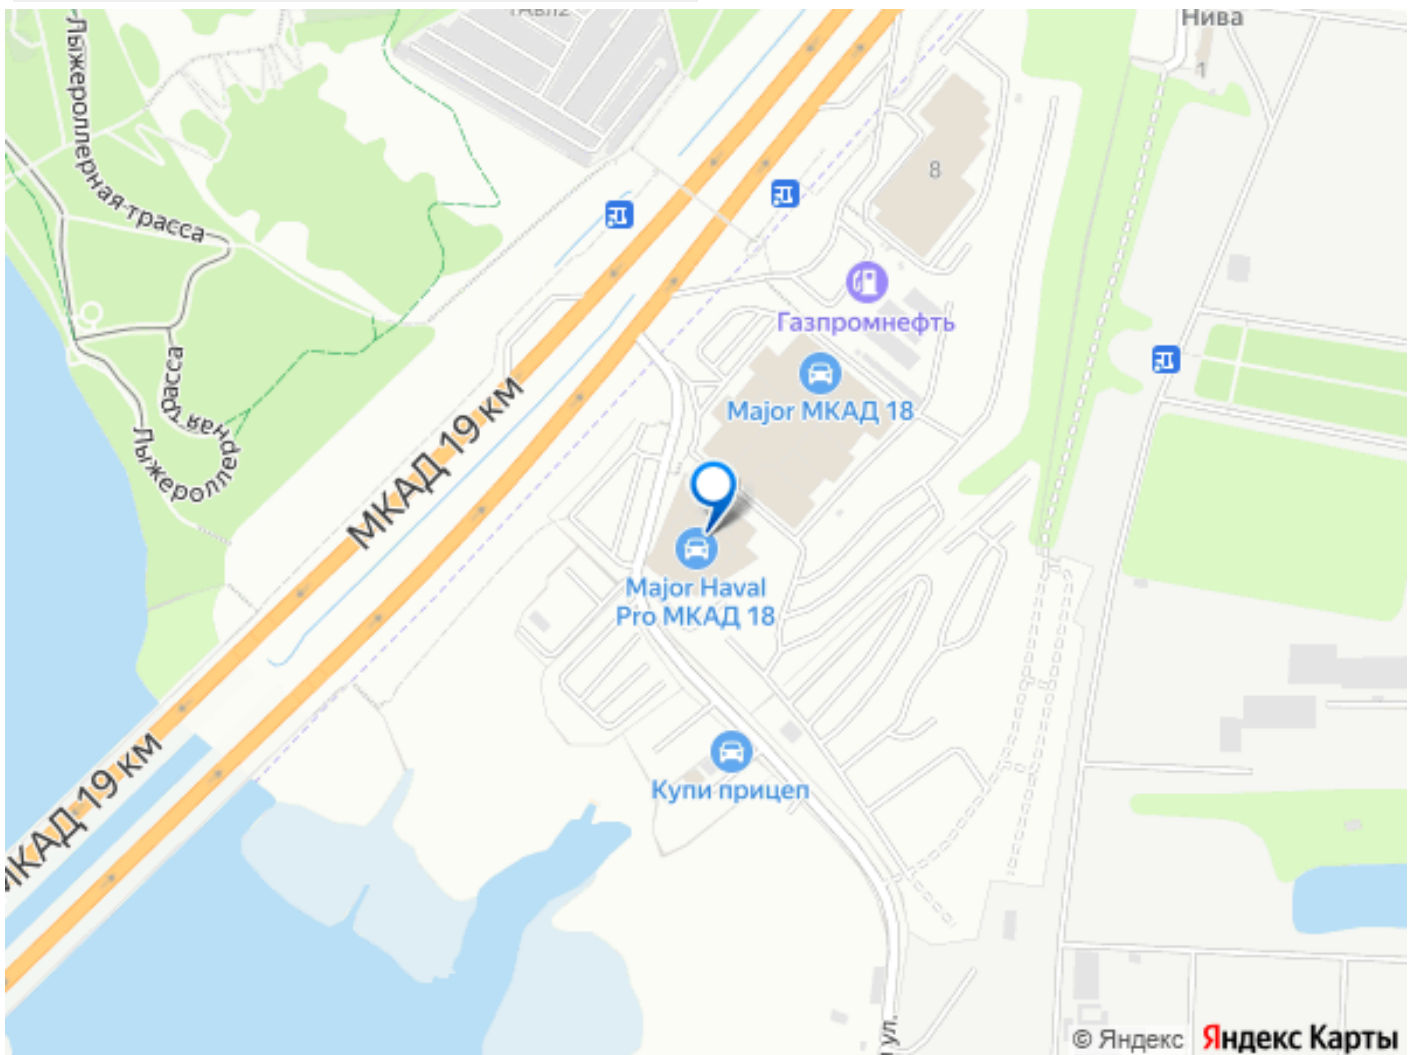 Нива
1
Лыжероллерная трасса
8
Газпромнефть
Major МКАД 18
Лыжероллерная трасса
МКАД 19 км
Major Haval
Pro МКАД 18
Купи прицеп
МКАД 19 км
ул.
© Яндекс Яндекс Карты